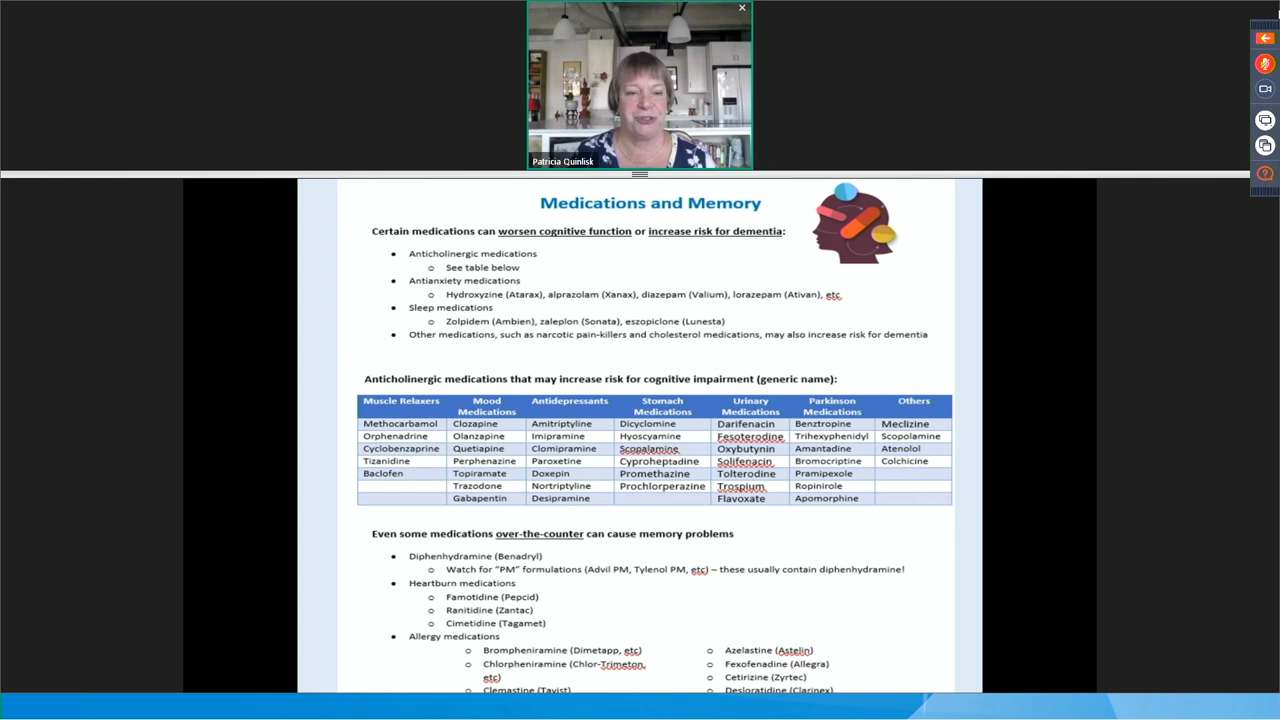 Patricia Quinlisk
Medications and Memory
Certain medications can worsen cognitive function or increase risk for dementia:
• Anticholinergic medications
o See table below
• Antianxiety medications
o Hydroxyzine (Atarax), alprazolam (Xanax), diazepam (Valium), lorazepam (Ativan), etc
• Sleep medications
o Zolpidem (Ambien), zaleplon (Sonata), eszopiclone (Lunesta)
• Other medications, such as narcotic pain-killers and cholesterol medications, may also increase risk for dementia
Anticholinergic medications that may increase risk for cognitive impairment (generic name):
Muscle Relaxers Mood Medications Antidepressants Stomach Medications Urinary Medications Parkinson Medications Others
Methocarbamol Clozapine Amitriptyline Dicyclomine Darifenacin Benztropine Meclizine
Orphenadrine Olanzapine Imipramine Hyoscyamine Fesoterodine Trihexyphenidyl Scopolamine
Cyclobenzaprine Quetiapine Clomipramine Scopalamine Oxybutynin Amantadine Atenolol
Tizanidine Perphenazine Paroxetine Cyproheptadine Solifenacin Bromocriptine Colchicine
Baclofen Topiramate Doxepin Promethazine Tolterodine Pramipexole
Trazodone Nortriptyline Prochlorperazine Trospium Ropinirole
Gabapentin Desipramine Flavoxate Apomorphine
Even some medications over-the-counter can cause memory problems
• Diphenhydramine (Benadryl)
o Watch for "PM" formulations (Advil PM, Tylenol PM, etc) – these usually contain diphenhydramine!
• Heartburn medications
o Famotidine (Pepcid)
o Ranitidine (Zantac)
o Cimetidine (Tagamet)
• Allergy medications
o Brompheniramine (Dimetapp, etc)
o Chlorpheniramine (Chlor-Trimeton,
etc)
o Clemastine (Tavist)
o Azelastine (Astelin)
o Fexofenadine (Allegra)
o Cetirizine (Zyrtec)
o Desloratidine (Clarinex)